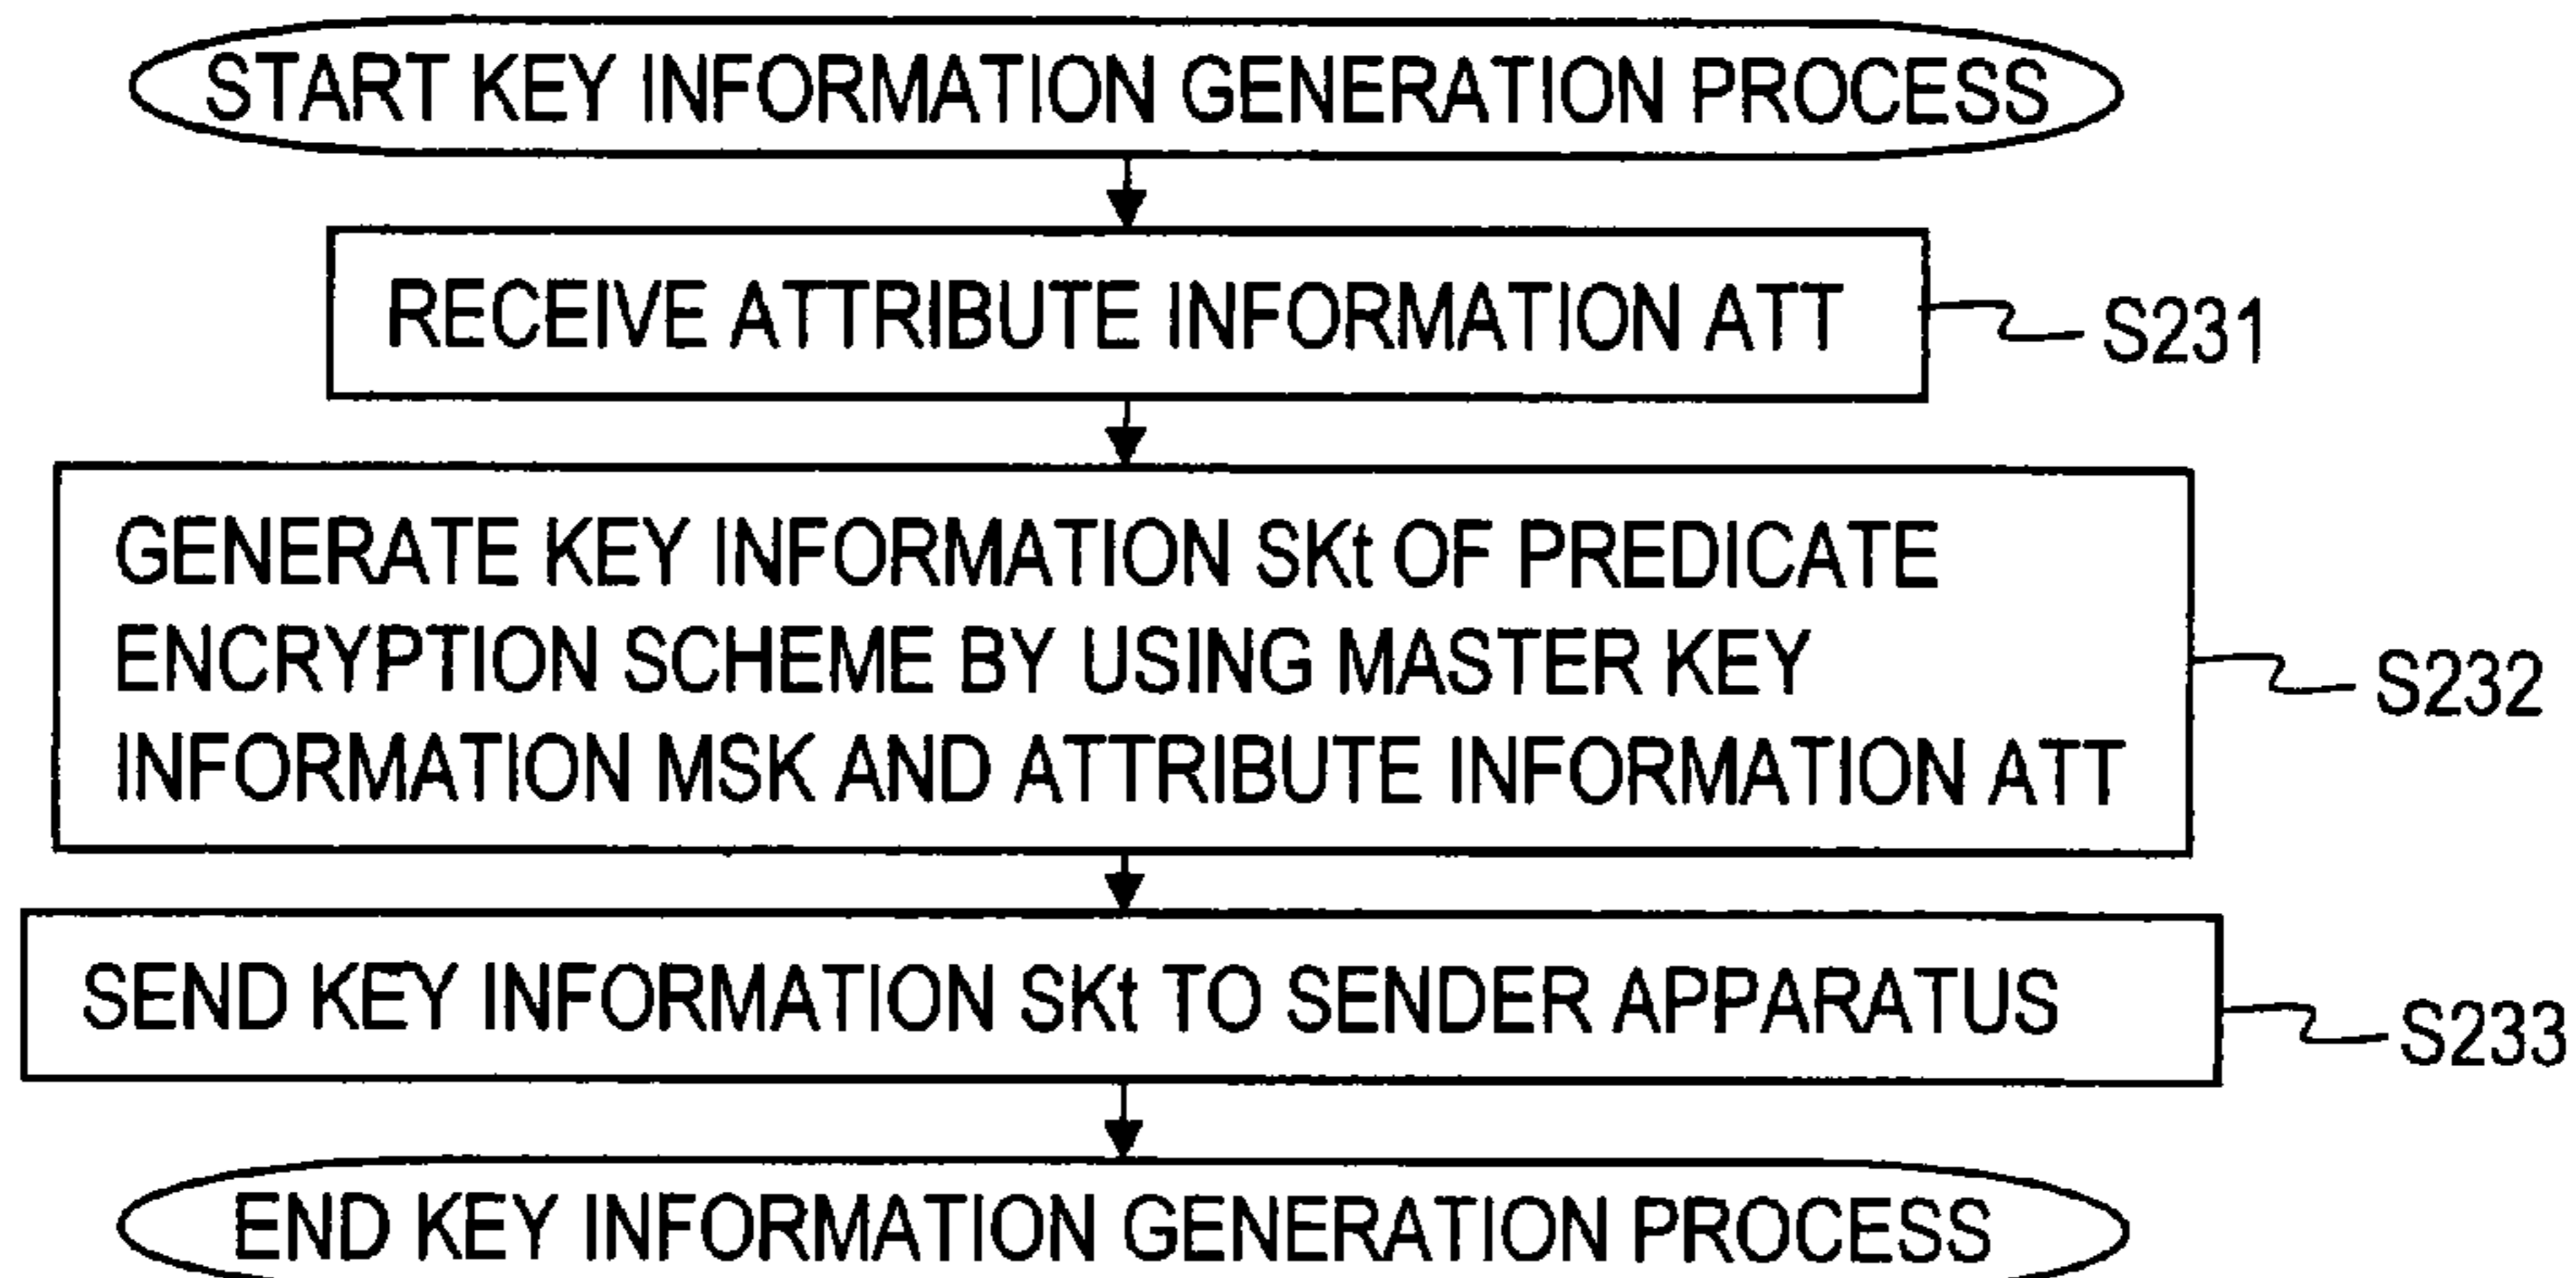 START KEY INFORMATION GENERATION PROCESS
RECEIVE ATTRIBUTE INFORMATION ATT
S231
GENERATE KEY INFORMATION SKt OF PREDICATE
ENCRYPTION SCHEME BY USING MASTER KEY
INFORMATION MSK AND ATTRIBUTE INFORMATION ATT
S232
SEND KEY INFORMATION SKt TO SENDER APPARATUS
S233
END KEY INFORMATION GENERATION PROCESS